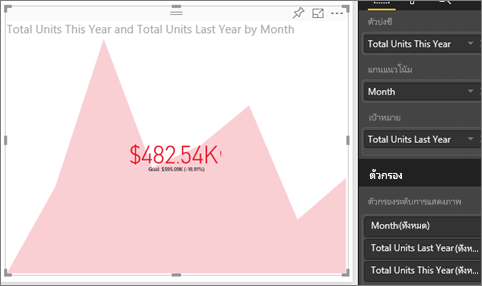 Total Units This Year and Total Units Last Year by Month
$482.54K!
Goal: $595.09K (-18.91%)
ตัวบ่งชี้
Total Units This Year
แกนแนวโน้ม
Month
เป้าหมาย
Total Units Last Year
ตัวกรอง
ตัวกรองระดับการแสดงภาพ
Month(ทั้งหมด)
Total Units Last Year(ทั้งห...
Total Units This Year(ทั้งห...